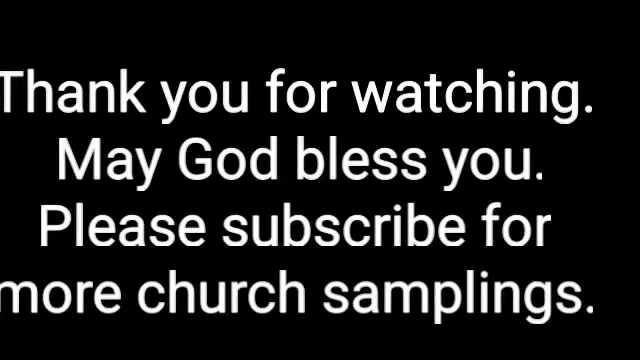 Thank you for watching.
May God bless you.
Please subscribe for
more church samplings.